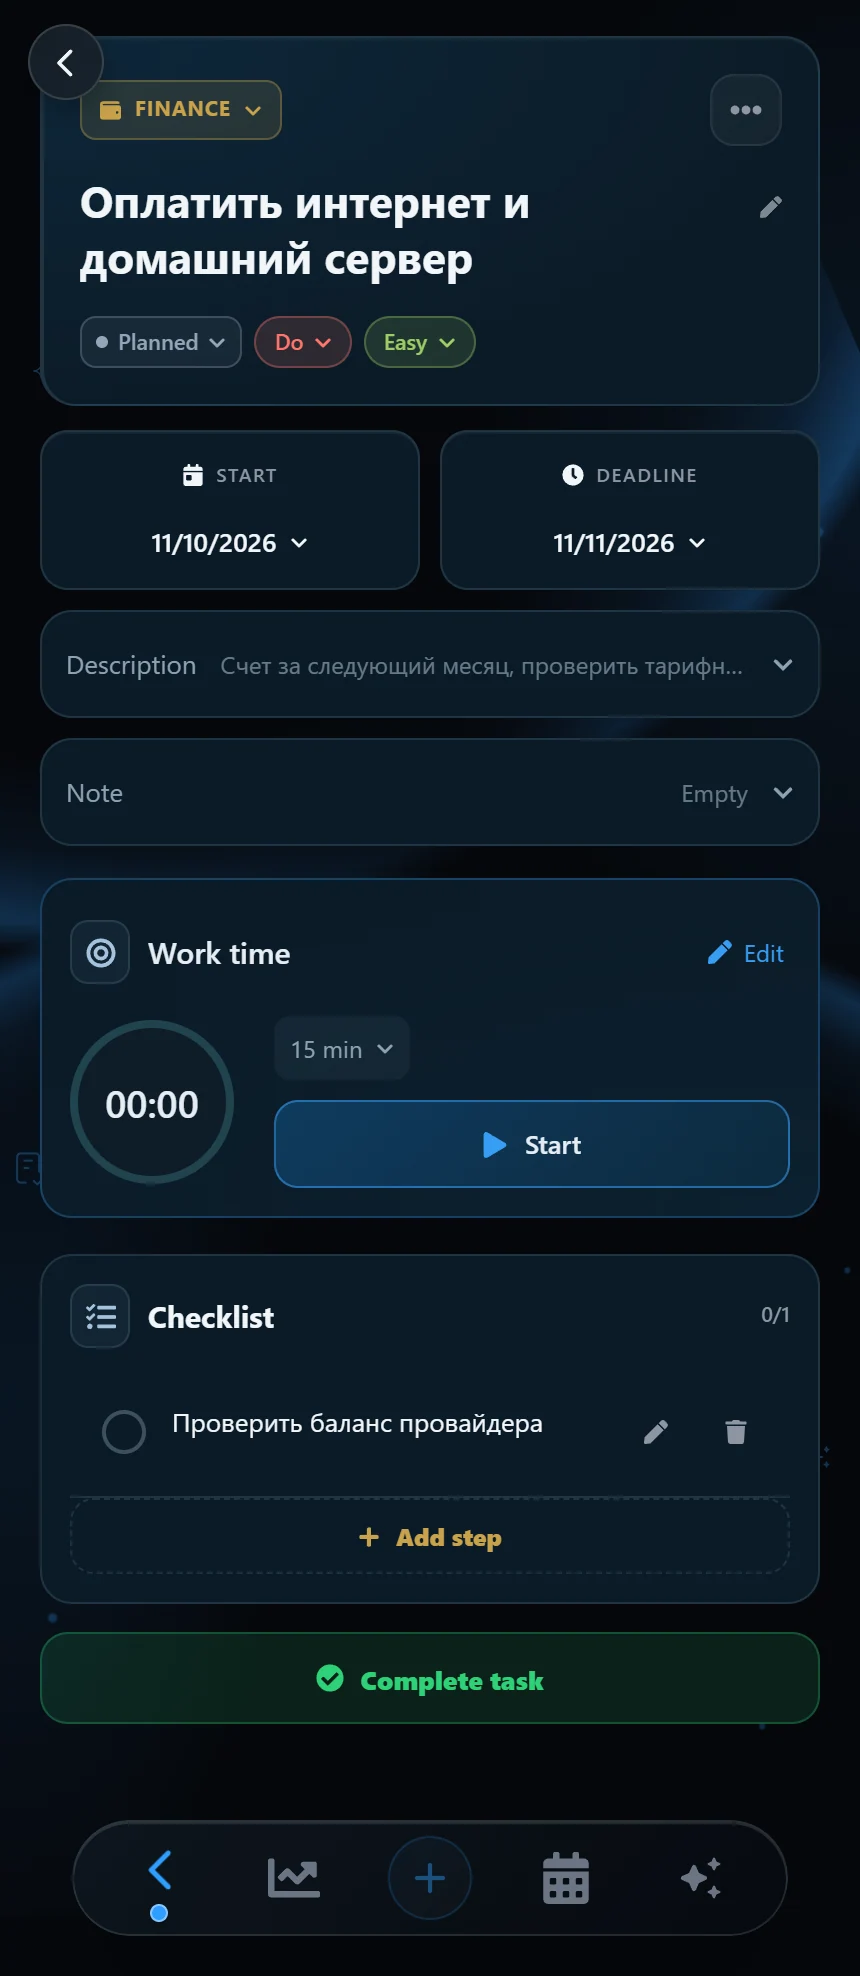 FINANCE
Оплатить интернет и
домашний сервер
Planned
Do
Easy
START
DEADLINE
11/10/2026
11/11/2026
Description Счет за следующий месяц, проверить тарифн...
Note Empty
Work time
Edit
15 min
00:00
Start
Checklist
0/1
Проверить баланс провайдера
Add step
Complete task